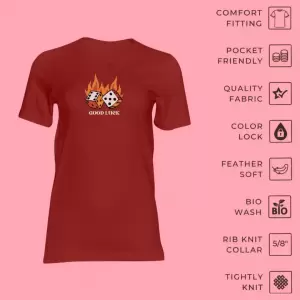 COMFORT
FITTING
POCKET
FRIENDLY
QUALITY
FABRIC
COLOR
LOCK
FEATHER
SOFT
BIO
WASH
BIO
RIB KNIT
COLLAR
5/8"
TIGHTLY
KNIT
GOOD LUCK